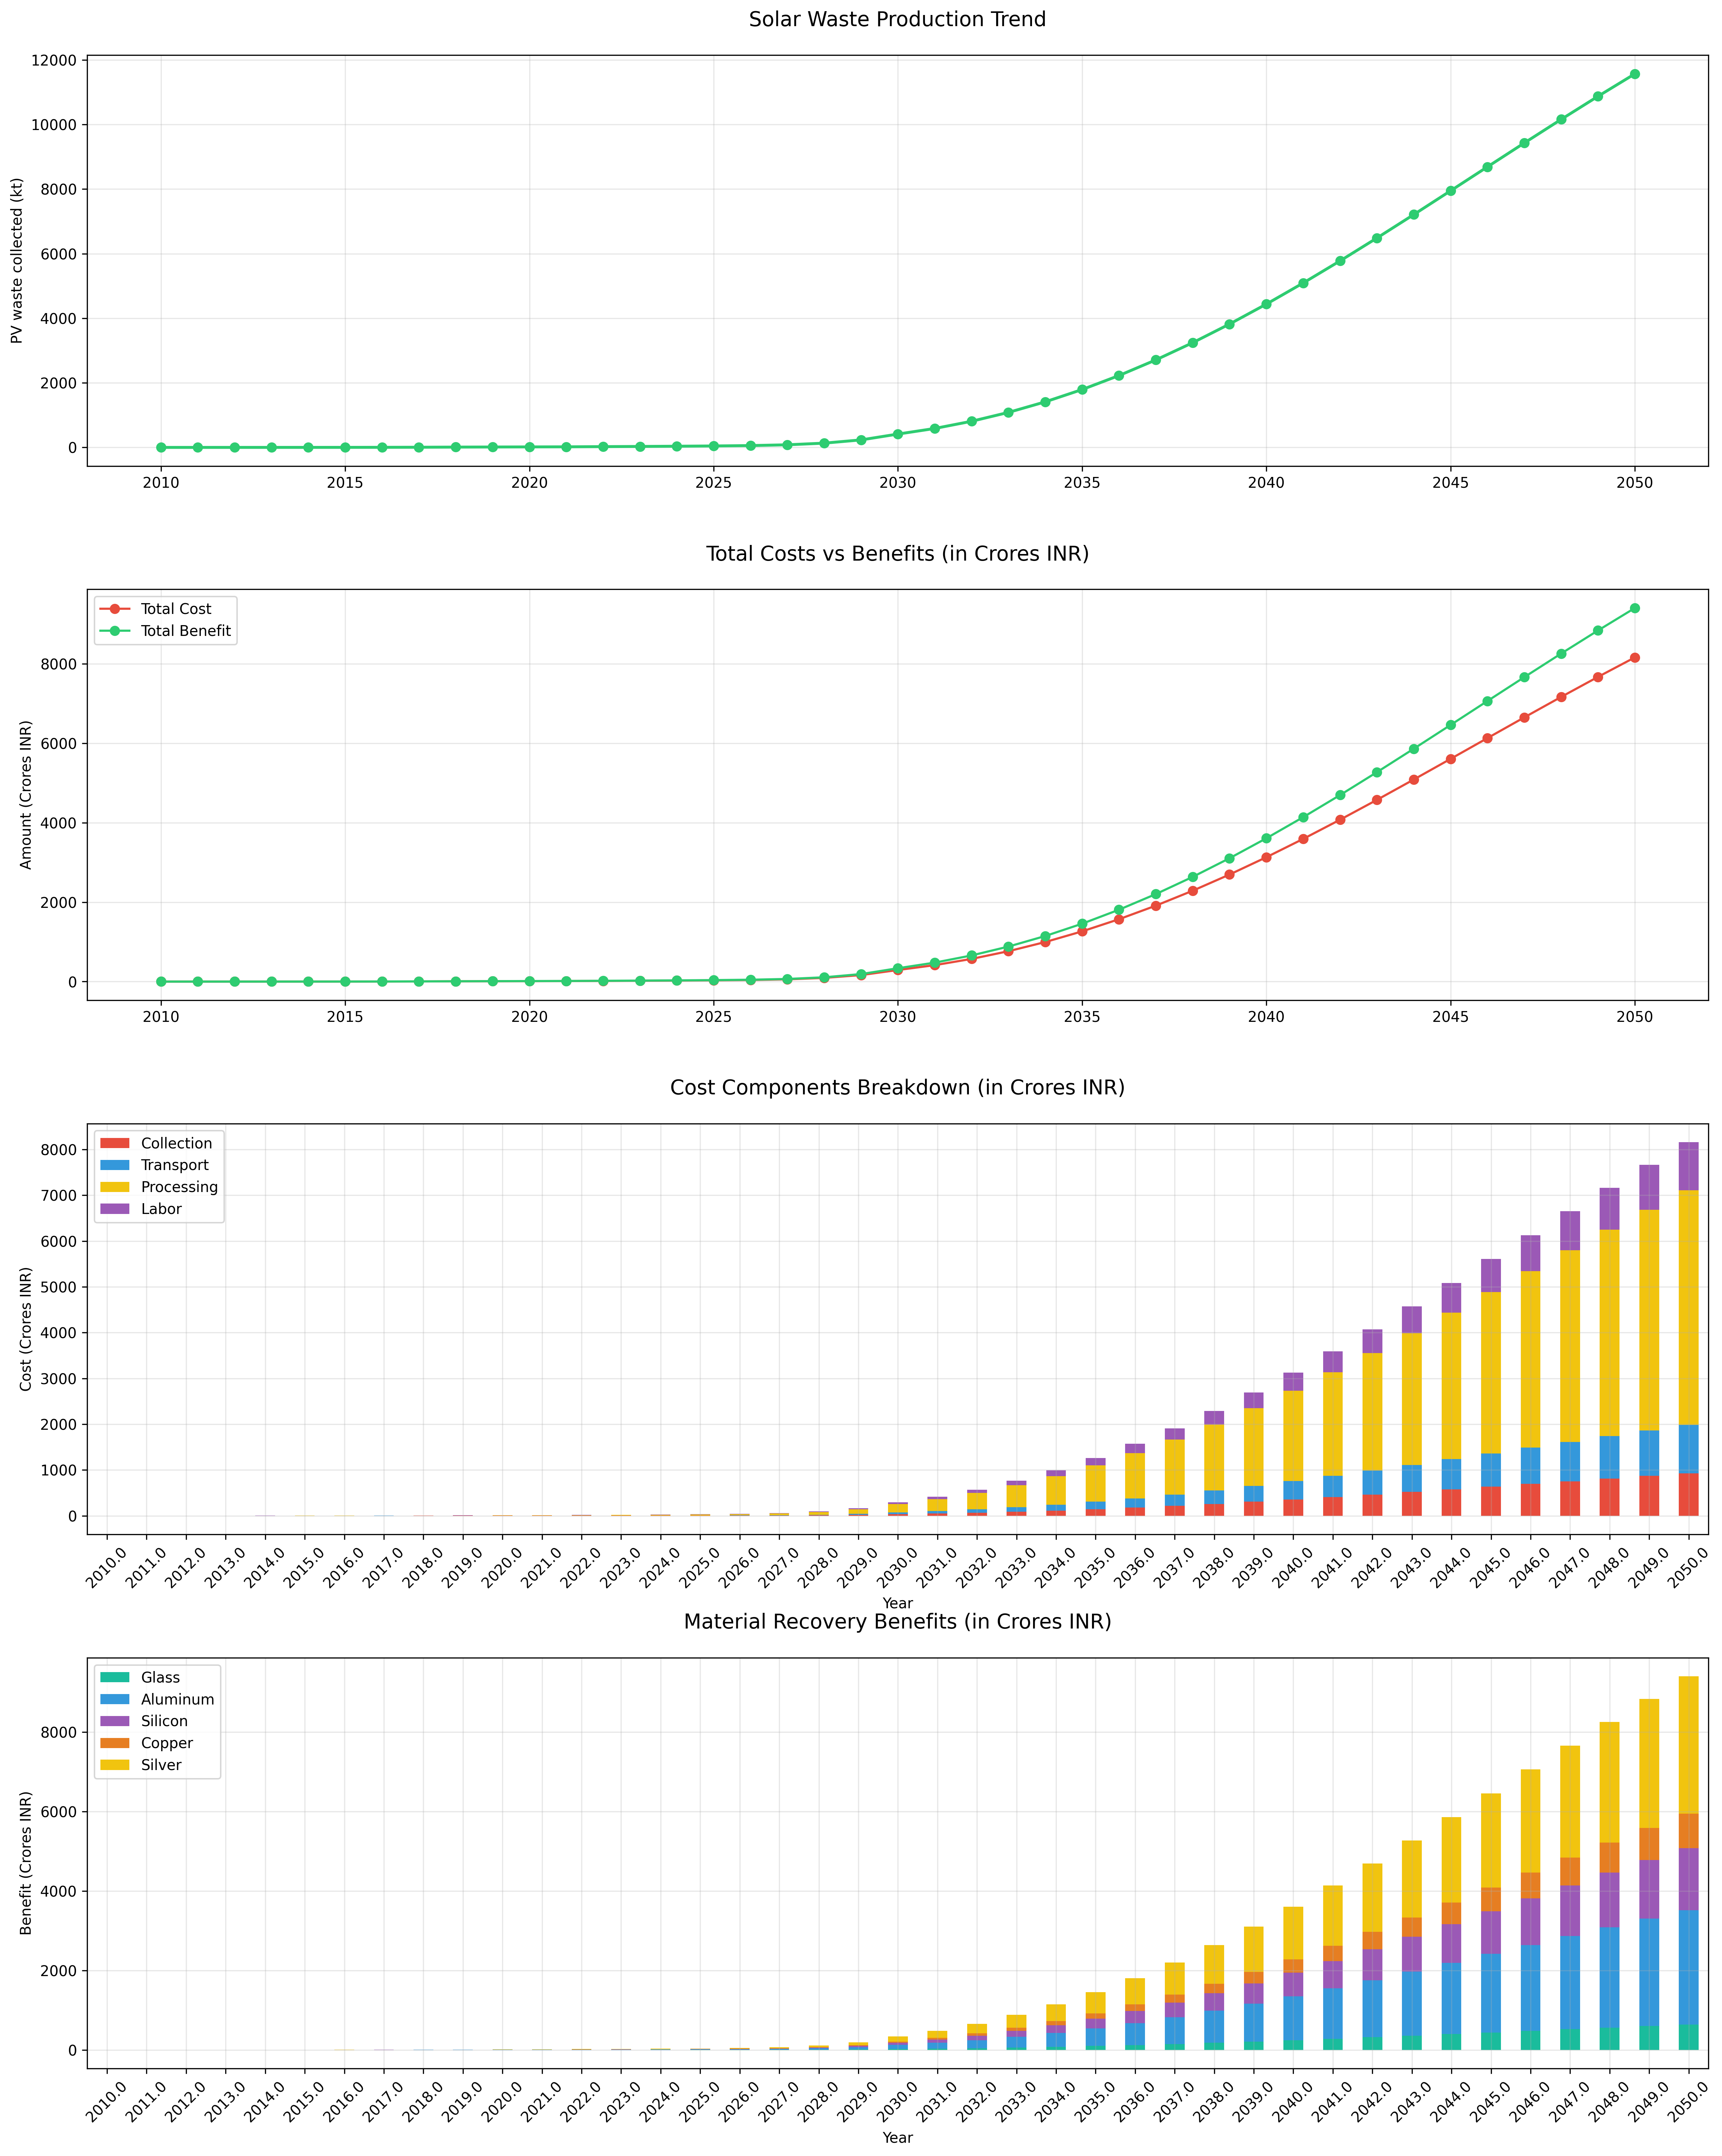 Solar Waste Production Trend
12000
10000
8000
6000
4000
2000
0
PV waste collected (kt)
2010 2015 2020 2025 2030 2035 2040 2045 2050
Total Costs vs Benefits (in Crores INR)
Total Cost
Total Benefit
8000
6000
4000
2000
0
Amount (Crores INR)
2010 2015 2020 2025 2030 2035 2040 2045 2050
Cost Components Breakdown (in Crores INR)
Collection
Transport
Processing
Labor
8000
7000
6000
5000
4000
3000
2000
1000
0
Cost (Crores INR)
2010.0 2011.0 2012.0 2013.0 2014.0 2015.0 2016.0 2017.0 2018.0 2019.0 2020.0 2021.0 2022.0 2023.0 2024.0 2025.0 2026.0 2027.0 2028.0 2029.0 2030.0 2031.0 2032.0 2033.0 2034.0 2035.0 2036.0 2037.0 2038.0 2039.0 2040.0 2041.0 2042.0 2043.0 2044.0 2045.0 2046.0 2047.0 2048.0 2049.0 2050.0
Year
Material Recovery Benefits (in Crores INR)
Glass
Aluminum
Silicon
Copper
Silver
8000
6000
4000
2000
0
Benefit (Crores INR)
2010.0 2011.0 2012.0 2013.0 2014.0 2015.0 2016.0 2017.0 2018.0 2019.0 2020.0 2021.0 2022.0 2023.0 2024.0 2025.0 2026.0 2027.0 2028.0 2029.0 2030.0 2031.0 2032.0 2033.0 2034.0 2035.0 2036.0 2037.0 2038.0 2039.0 2040.0 2041.0 2042.0 2043.0 2044.0 2045.0 2046.0 2047.0 2048.0 2049.0 2050.0
Year